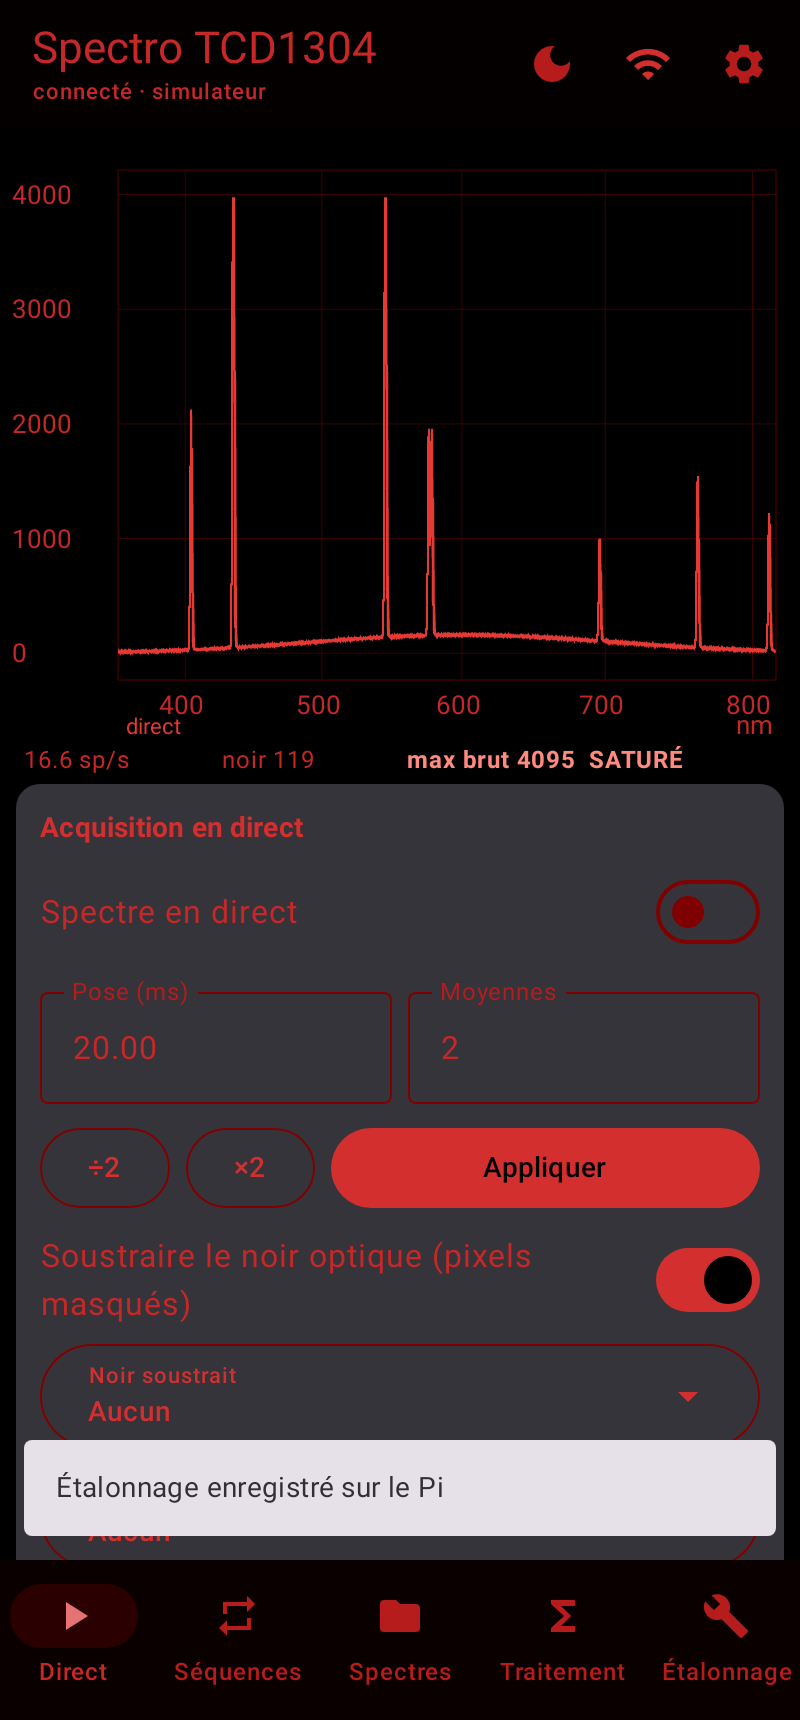 Spectro TCD1304
connecté · simulateur
4000
3000
2000
1000
0
400 500 600 700 800
direct nm
16.6 sp/s noir 119 max brut 4095 SATURÉ
Acquisition en direct
Spectre en direct
Pose (ms) Moyennes
20.00 2
÷2 ×2 Appliquer
Soustraire le noir optique (pixels
masqués)
Noir soustrait
Aucun
Étalonnage enregistré sur le Pi
Direct Séquences Spectres Traitement Étalonnage